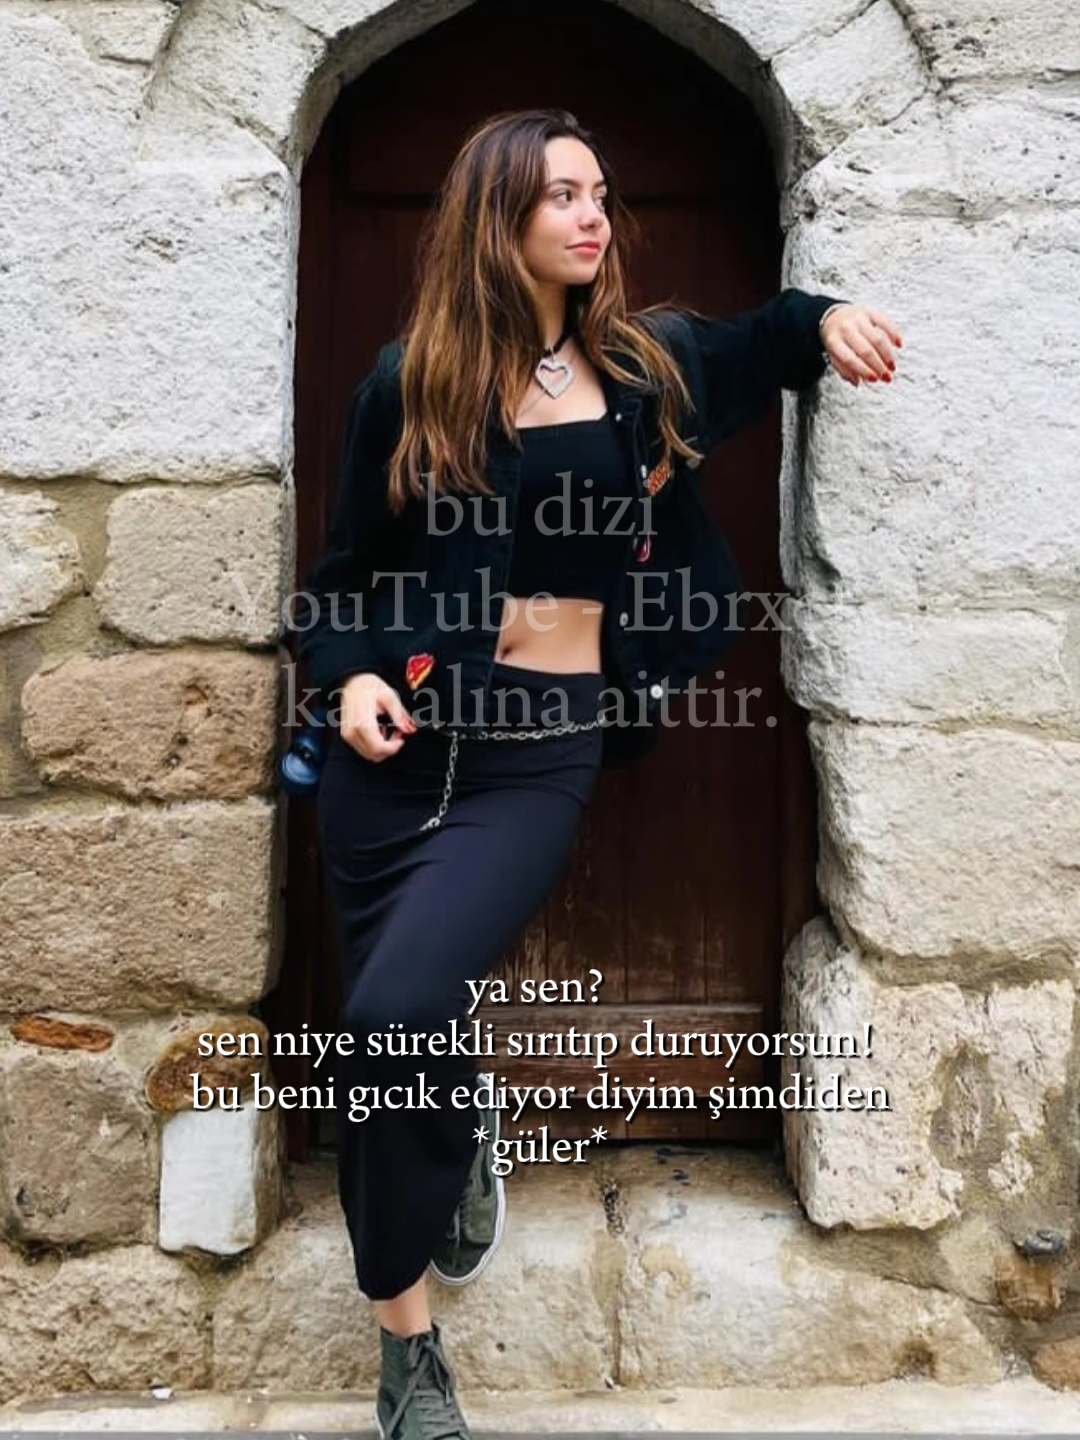 bu dizi
YouTube - Ebrx
kanalına aittir.
ya sen?
sen niye sürekli sırıtıp duruyorsun!
bu beni gıcık ediyor diyim şimdiden
*güler*